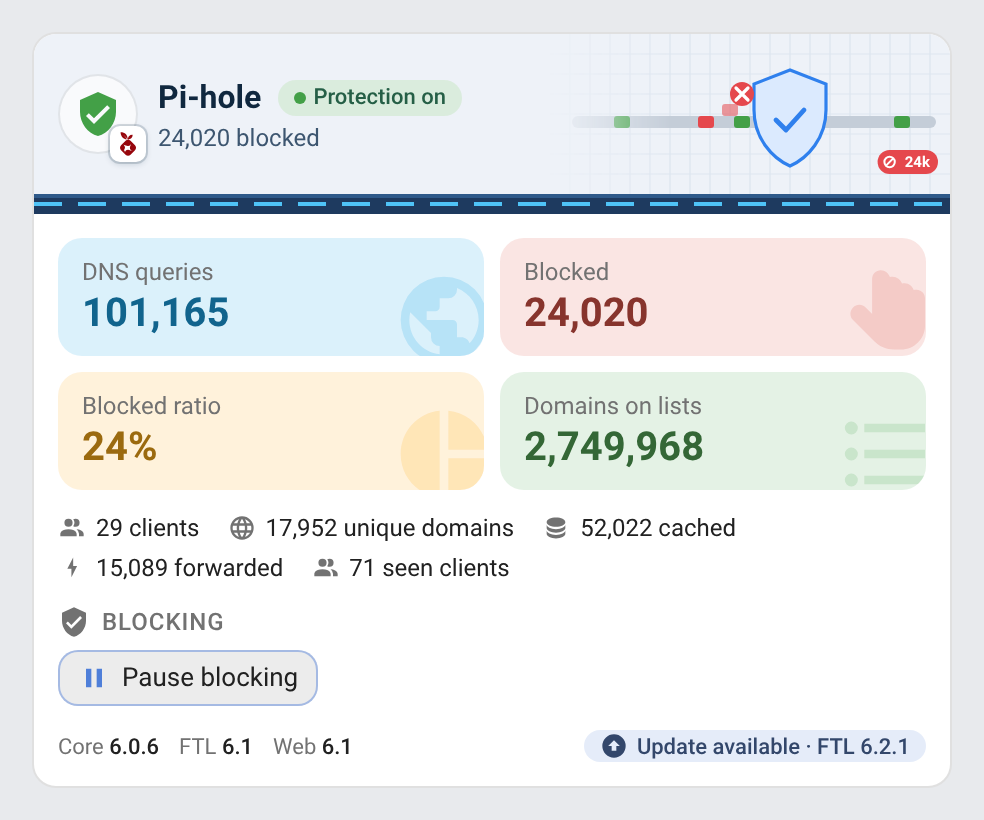 Pi-hole
Protection on
24,020 blocked
24k
DNS queries
101,165
Blocked
24,020
Blocked ratio
24%
Domains on lists
2,749,968
29 clients 17,952 unique domains 52,022 cached
15,089 forwarded 71 seen clients
BLOCKING
Pause blocking
Core 6.0.6 FTL 6.1 Web 6.1
Update available · FTL 6.2.1